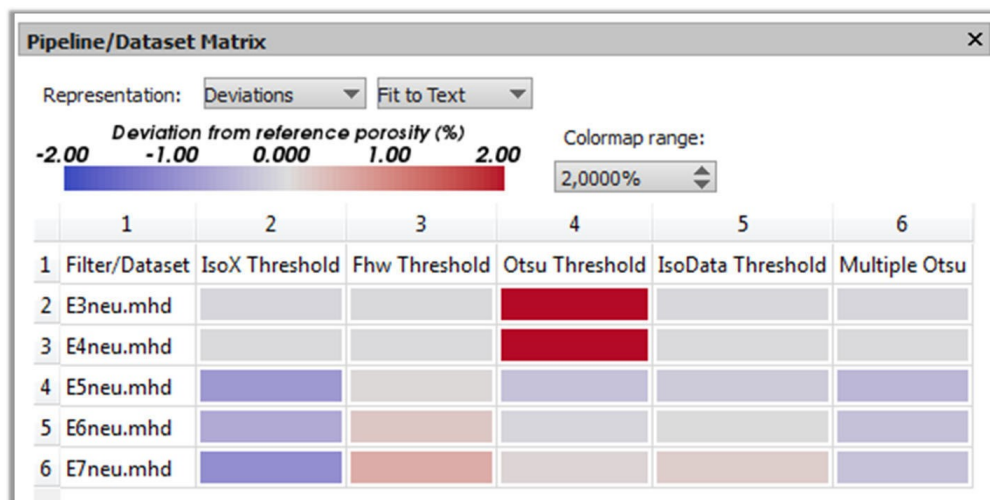 Pipeline/Dataset Matrix
Representation: Deviations Fit to Text
Deviation from reference porosity (%)
-2.00 -1.00 0.000 1.00 2.00
Colormap range:
2,0000%
1 2 3 4 5 6
1 Filter/Dataset IsoX Threshold Fhw Threshold Otsu Threshold IsoData Threshold Multiple Otsu
2 E3neu.mhd
3 E4neu.mhd
4 E5neu.mhd
5 E6neu.mhd
6 E7neu.mhd